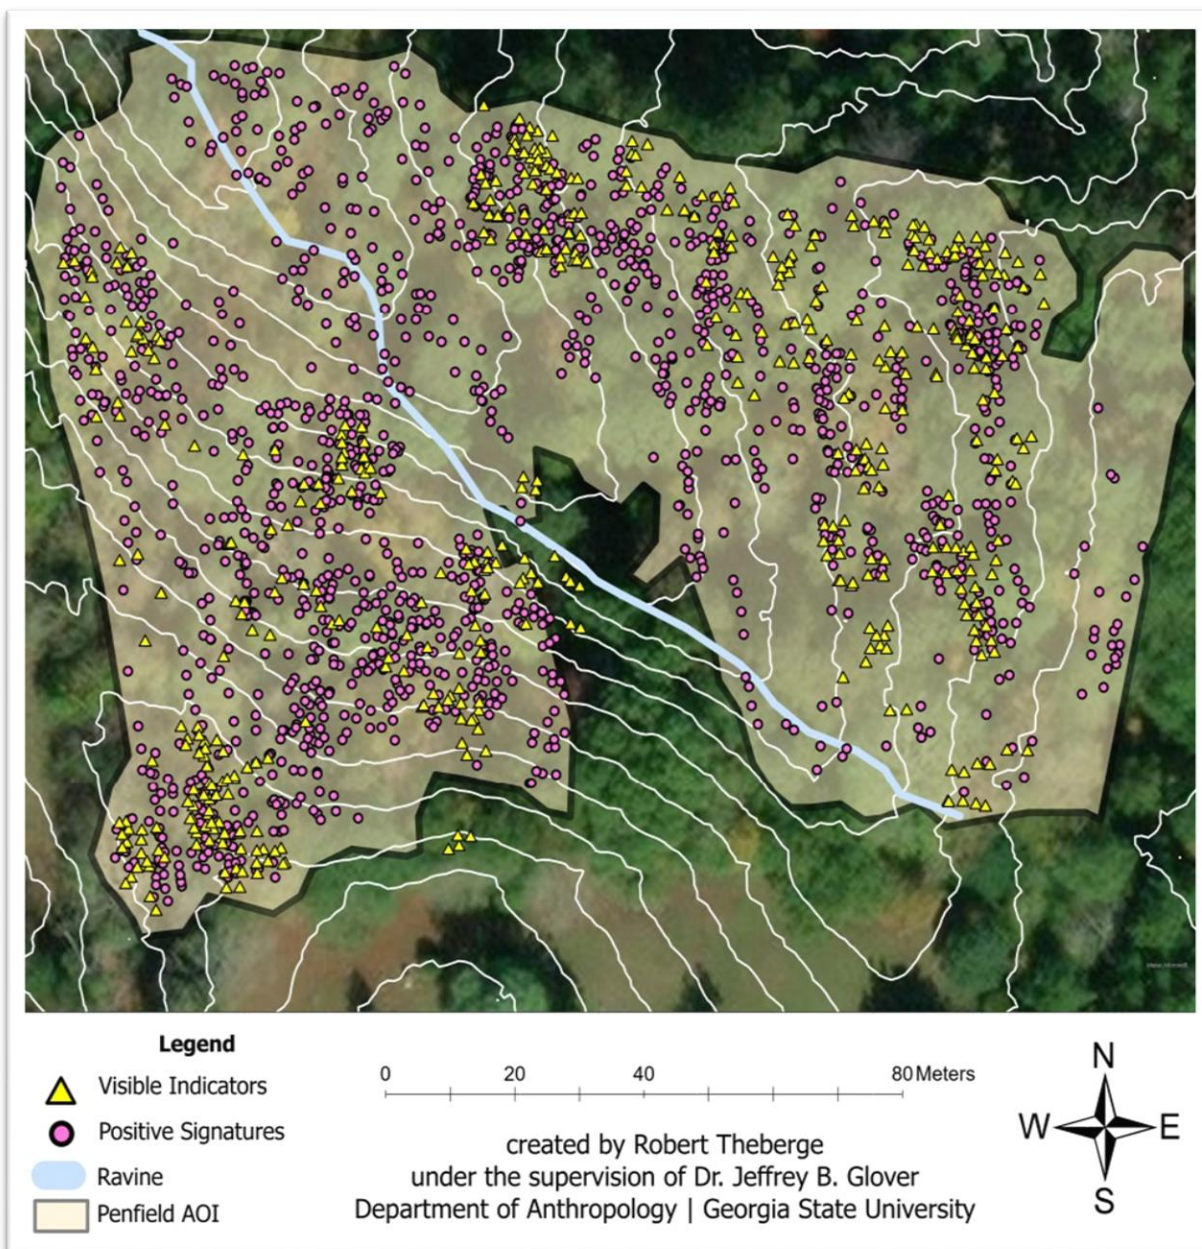 Legend
Visible Indicators
Positive Signatures
Ravine
Penfield AOI
0 20 40 80 Meters
created by Robert Theberge
under the supervision of Dr. Jeffrey B. Glover
Department of Anthropology | Georgia State University
N
W E
S